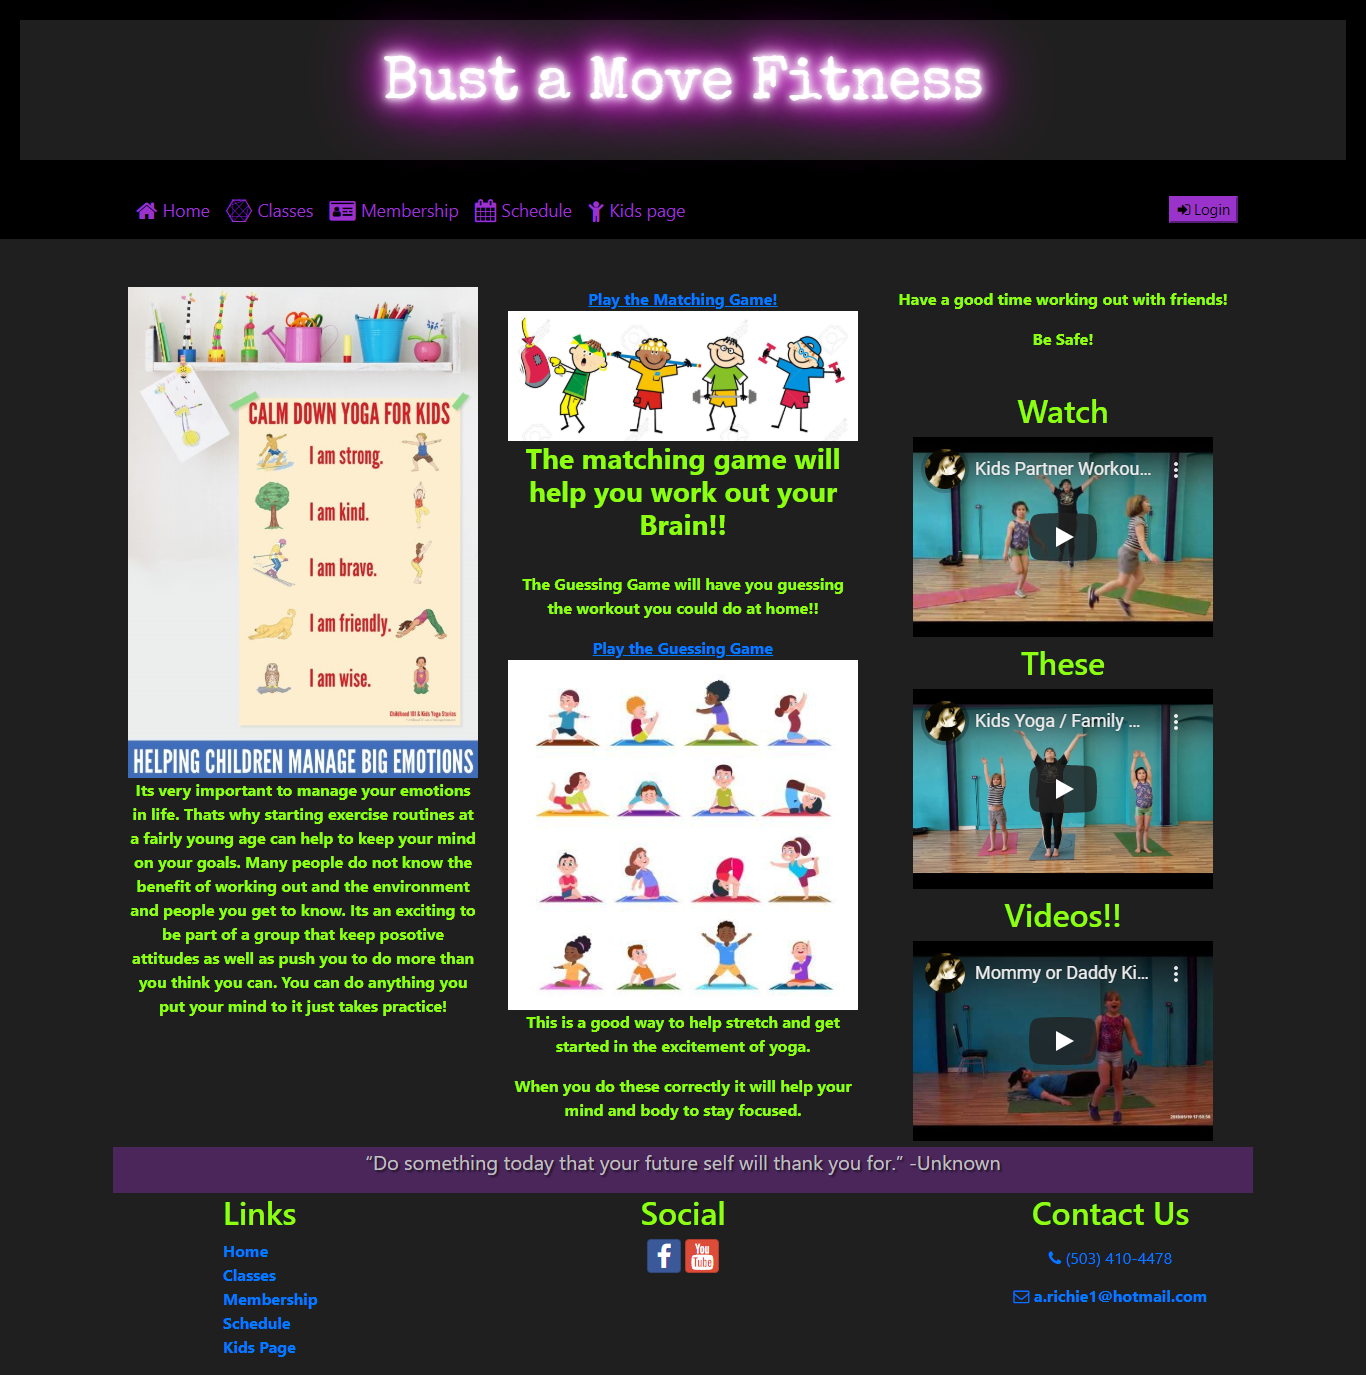 Bust a Move Fitness
Home
Classes
Membership
Schedule
Kids page
Login
CALM DOWN YOGA FOR KIDS
I am strong.
I am kind.
I am brave.
I am friendly.
I am wise.
Childhood 101 & Kids Yoga Stories
HELPING CHILDREN MANAGE BIG EMOTIONS
Its very important to manage your emotions
in life. Thats why starting exercise routines at
a fairly young age can help to keep your mind
on your goals. Many people do not know the
benefit of working out and the environment
and people you get to know. Its an exciting to
be part of a group that keep posotive
attitudes as well as push you to do more than
you think you can. You can do anything you
put your mind to it just takes practice!
Play the Matching Game!
The matching game will
help you work out your
Brain!!
The Guessing Game will have you guessing
the workout you could do at home!!
Play the Guessing Game
This is a good way to help stretch and get
started in the excitement of yoga.
When you do these correctly it will help your
mind and body to stay focused.
Have a good time working out with friends!
Be Safe!
Watch
Kids Partner Workou...
These
Kids Yoga / Family ...
Videos!!
Mommy or Daddy Ki...
“Do something today that your future self will thank you for.” -Unknown
Links
Home
Classes
Membership
Schedule
Kids Page
Social
f
You
Tube
Contact Us
(503) 410-4478
a.richie1@hotmail.com